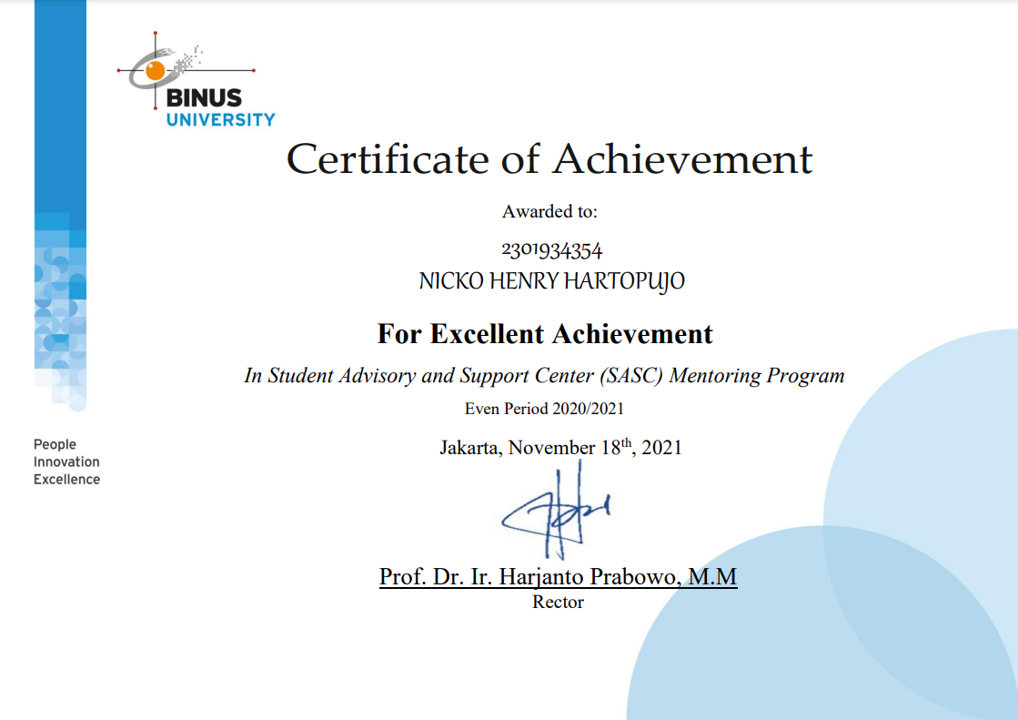 BINUS
UNIVERSITY
Certificate of Achievement
Awarded to:
2301934354
NICKO HENRY HARTOPUJO
For Excellent Achievement
In Student Advisory and Support Center (SASC) Mentoring Program
Even Period 2020/2021
Jakarta, November 18th, 2021
People
Innovation
Excellence
Prof. Dr. Ir. Harjanto Prabowo, M.M
Rector